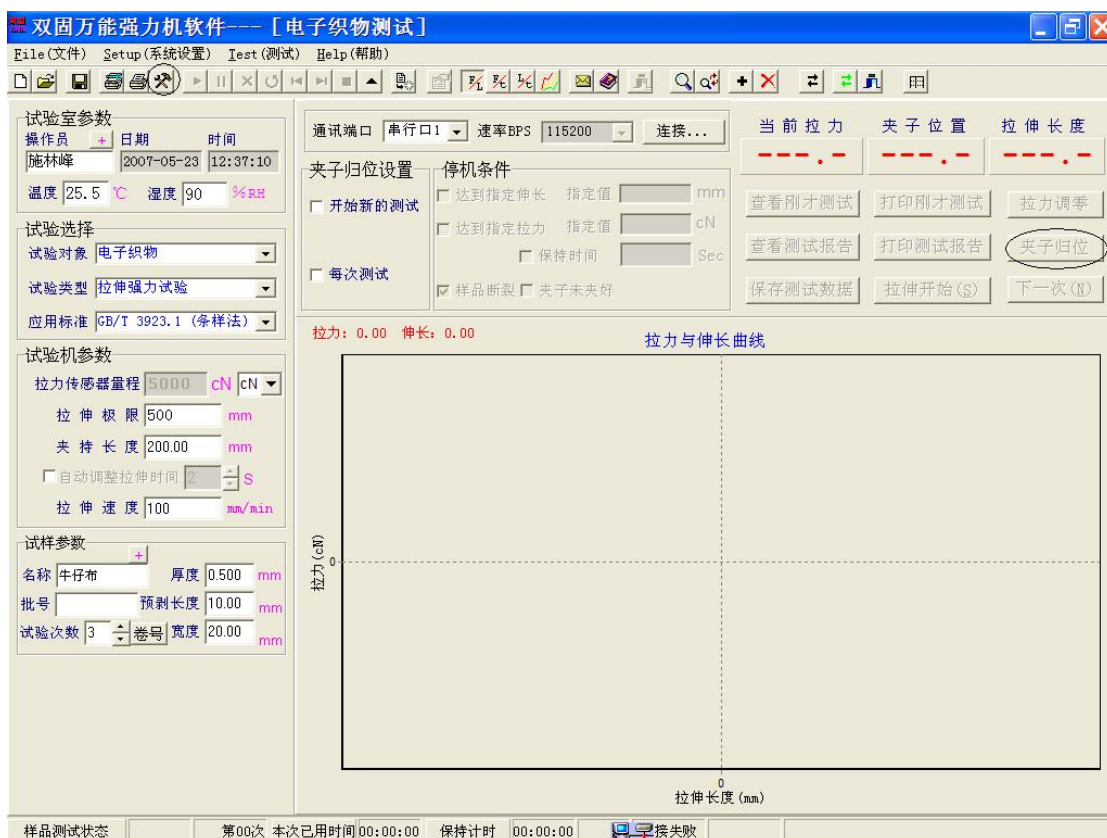 双固万能强力机软件---［电子织物测试］
File(文件) Setup(系统设置) Test(测试) Help(帮助)
试验室参数
操作员 + 日期 时间
施林峰 2007-05-23 12:37:10
温度 25.5 ℃ 湿度 90 %RH
试验选择
试验对象 电子织物
试验类型 拉伸强力试验
应用标准 GB/T 3923.1 (条样法)
试验机参数
拉力传感器量程 5000 cN cN
拉伸极限 500 mm
夹持长度 200.00 mm
自动调整拉伸时间 2 S
拉伸速度 100 mm/min
试样参数
+
名称 牛仔布 厚度 0.500 mm
批号 预剥长度 10.00 mm
试验次数 3 卷号 宽度 20.00 mm
通讯端口 串行口1 速率BPS 115200 连接...
夹子归位设置
开始新的测试
每次测试
停机条件
达到指定伸长 指定值 mm
达到指定拉力 指定值 cN
保持时间 Sec
样品断裂 夹子未夹好
当前拉力 夹子位置 拉伸长度
---.- ---.- ---.-
查看刚才测试 打印刚才测试 拉力调零
查看测试报告 打印测试报告 夹子归位
保存测试数据 拉伸开始(S) 下一次(N)
拉力: 0.00 伸长: 0.00
拉力与伸长曲线
拉力(cN)
0
0
拉伸长度(mm)
样品测试状态 第00次 本次已用时间 00:00:00 保持计时 00:00:00 接失败